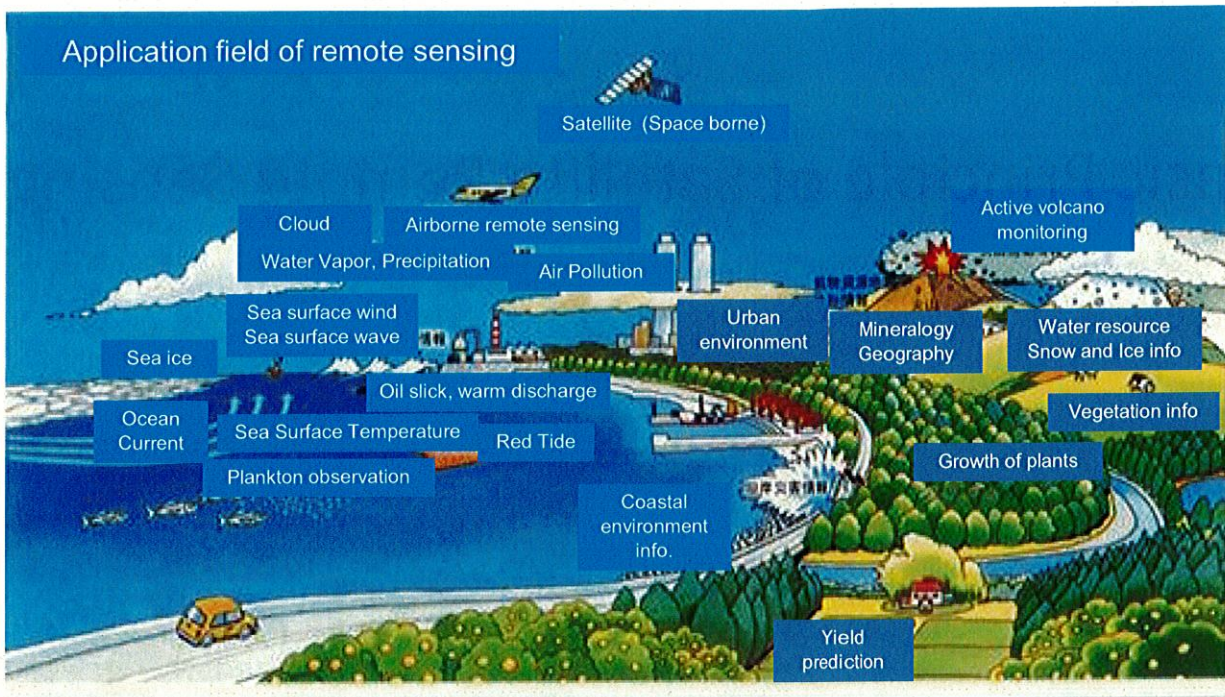 Application field of remote sensing
Satellite (Space borne)
Cloud
Airborne remote sensing
Active volcano
monitoring
Water Vapor, Precipitation
Air Pollution
Sea surface wind
Sea surface wave
情報
Urban
environment
Mineralogy
Geography
Water resource
Snow and Ice info
Sea ice
Oil slick, warm discharge
Ocean
Current
Sea Surface Temperature
Red Tide
Vegetation info
Plankton observation
Growth of plants
Coastal
environment
info.
Yield
prediction